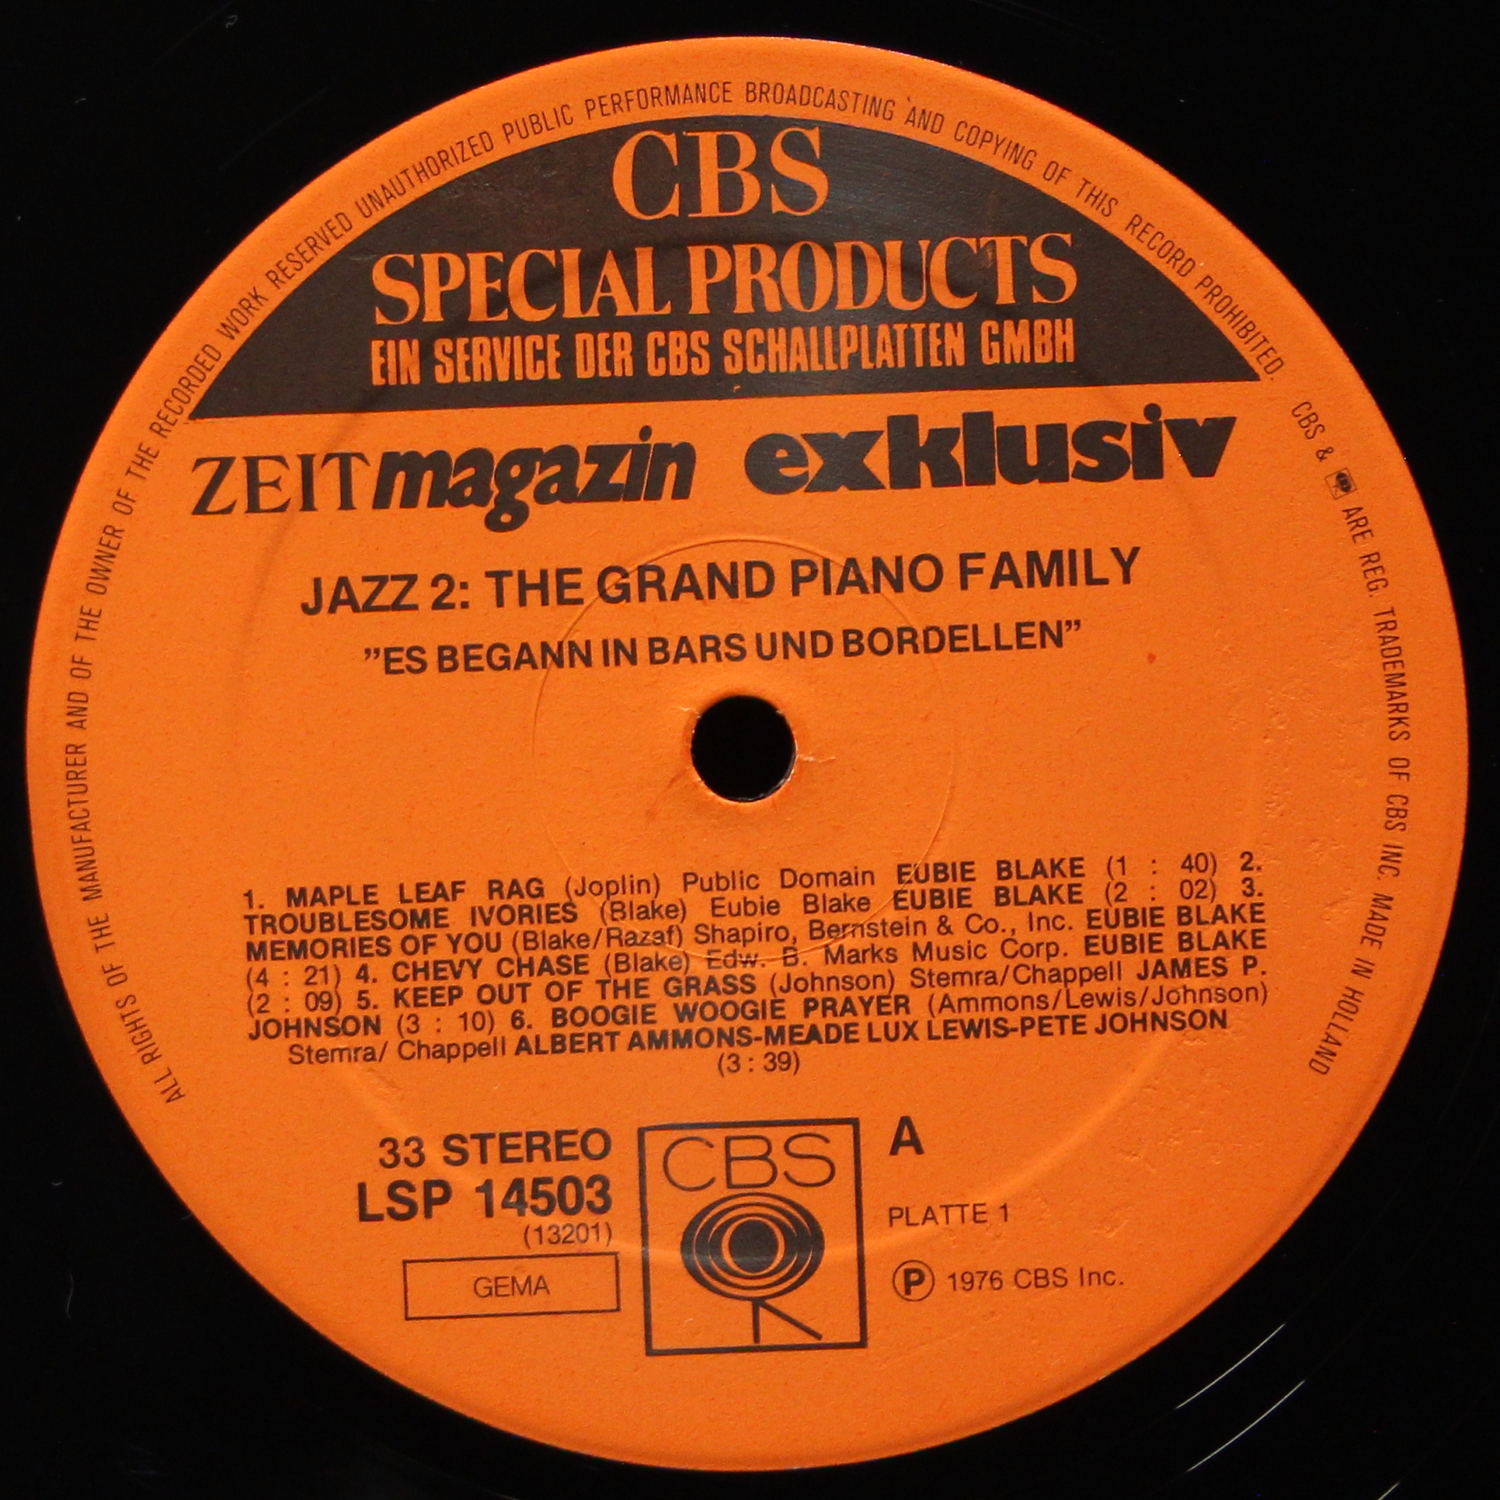 ALL RIGHTS OF THE MANUFACTURER AND OF THE OWNER OF THE RECORDED WORK RESERVED UNAUTHORIZED PUBLIC PERFORMANCE BROADCASTING AND COPYING OF THIS RECORD PROHIBITED.
CBS & ARE REG. TRADEMARKS OF CBS INC. MADE IN HOLLAND
CBS
SPECIAL PRODUCTS
EIN SERVICE DER CBS SCHALLPLATTEN GMBH
ZEITmagazin exklusiv
JAZZ 2: THE GRAND PIANO FAMILY
"ES BEGANN IN BARS UND BORDELLEN"
1. MAPLE LEAF RAG (Joplin) Public Domain EUBIE BLAKE (1 : 40) 2.
TROUBLESOME IVORIES (Blake) Eubie Blake EUBIE BLAKE (2 : 02) 3.
MEMORIES OF YOU (Blake/Razaf) Shapiro, Bernstein & Co., Inc. EUBIE BLAKE
(4 : 21) 4. CHEVY CHASE (Blake) Edw. B. Marks Music Corp. EUBIE BLAKE
(2 : 09) 5. KEEP OUT OF THE GRASS (Johnson) Stemra/Chappell JAMES P.
JOHNSON (3 : 10) 6. BOOGIE WOOGIE PRAYER (Ammons/Lewis/Johnson)
Stemra/ Chappell ALBERT AMMONS-MEADE LUX LEWIS-PETE JOHNSON
(3 : 39)
33 STEREO
LSP 14503
(13201)
GEMA
CBS
A
PLATTE 1
Ⓟ 1976 CBS Inc.